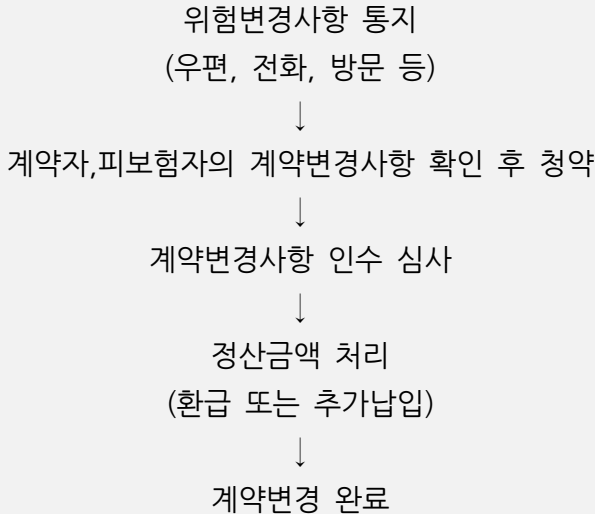 위험변경사항 통지
(우편, 전화, 방문 등)
↓
계약자,피보험자의 계약변경사항 확인 후 청약
↓
계약변경사항 인수 심사
↓
정산금액 처리
(환급 또는 추가납입)
↓
계약변경 완료